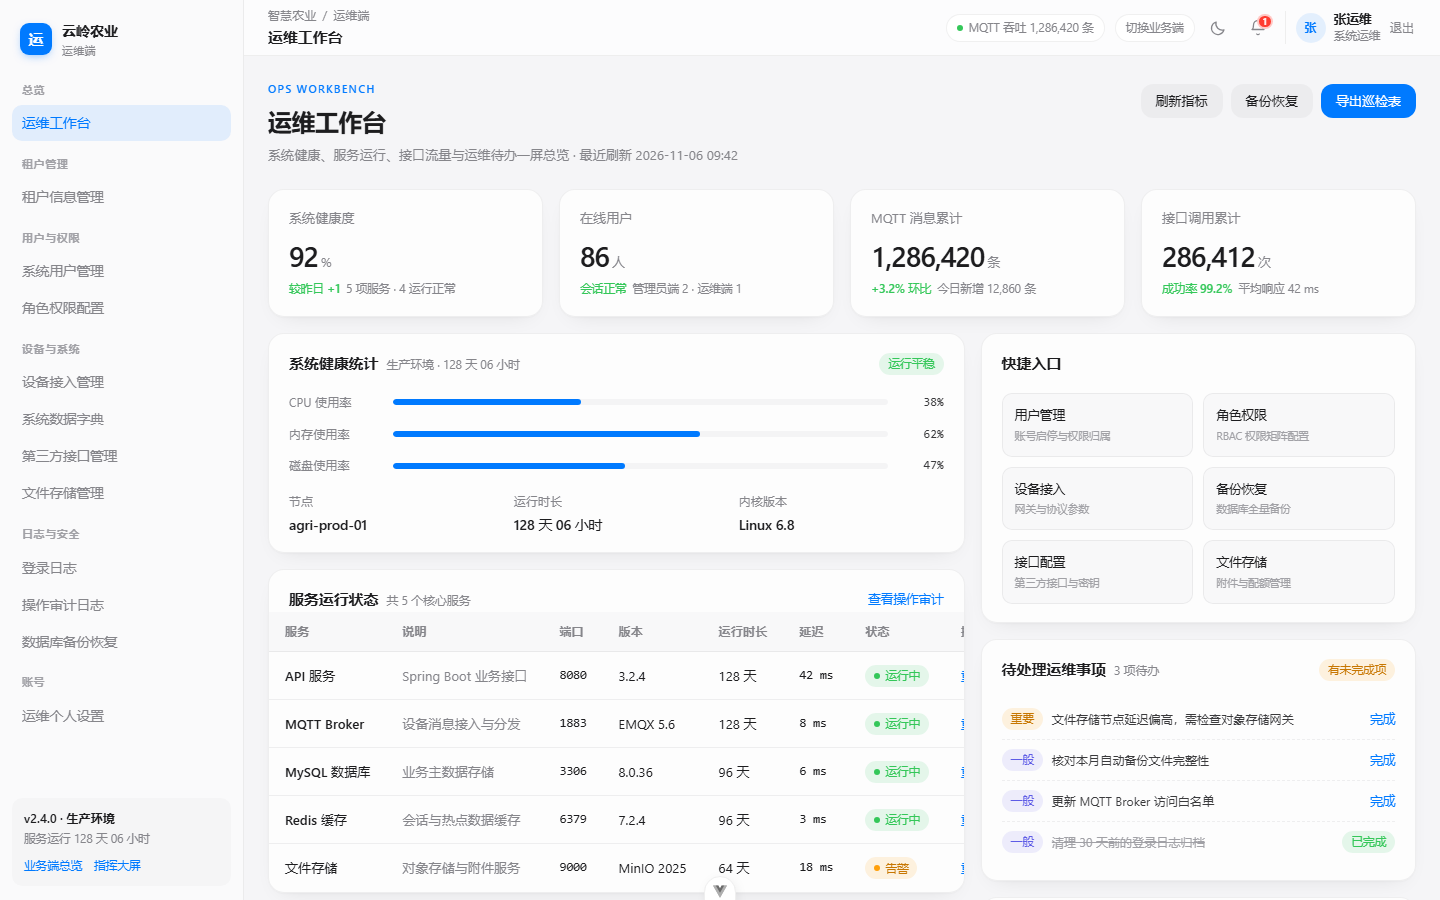 运
云岭农业
运维端
总览
运维工作台
租户管理
租户信息管理
用户与权限
系统用户管理
角色权限配置
设备与系统
设备接入管理
系统数据字典
第三方接口管理
文件存储管理
日志与安全
登录日志
操作审计日志
数据库备份恢复
账号
运维个人设置
v2.4.0 · 生产环境
服务运行 128 天 06 小时
业务端总览 指挥大屏
智慧农业 / 运维端
运维工作台
MQTT 吞吐 1,286,420 条
切换业务端
1
张
张运维
系统运维
退出
OPS WORKBENCH
运维工作台
系统健康、服务运行、接口流量与运维待办一屏总览 · 最近刷新 2026-11-06 09:42
刷新指标
备份恢复
导出巡检表
系统健康度
92 %
较昨日 +1 5 项服务 · 4 运行正常
在线用户
86 人
会话正常 管理员端 2 · 运维端 1
MQTT 消息累计
1,286,420 条
+3.2% 环比 今日新增 12,860 条
接口调用累计
286,412 次
成功率 99.2% 平均响应 42 ms
系统健康统计 生产环境 · 128 天 06 小时
运行平稳
CPU 使用率 38%
内存使用率 62%
磁盘使用率 47%
节点 运行时长 内核版本
agri-prod-01 128 天 06 小时 Linux 6.8
服务运行状态 共 5 个核心服务
查看操作审计
服务 说明 端口 版本 运行时长 延迟 状态
API 服务 Spring Boot 业务接口 8080 3.2.4 128 天 42 ms 运行中
MQTT Broker 设备消息接入与分发 1883 EMQX 5.6 128 天 8 ms 运行中
MySQL 数据库 业务主数据存储 3306 8.0.36 96 天 6 ms 运行中
Redis 缓存 会话与热点数据缓存 6379 7.2.4 96 天 3 ms 运行中
文件存储 对象存储与附件服务 9000 MinIO 2025 64 天 18 ms 告警
快捷入口
用户管理
账号启停与权限归属
角色权限
RBAC 权限矩阵配置
设备接入
网关与协议参数
备份恢复
数据库全量备份
接口配置
第三方接口与密钥
文件存储
附件与配额管理
待处理运维事项 3 项待办
有未完成项
重要 文件存储节点延迟偏高，需检查对象存储网关 完成
一般 核对本月自动备份文件完整性 完成
一般 更新 MQTT Broker 访问白名单 完成
一般 清理 30 天前的登录日志归档 已完成